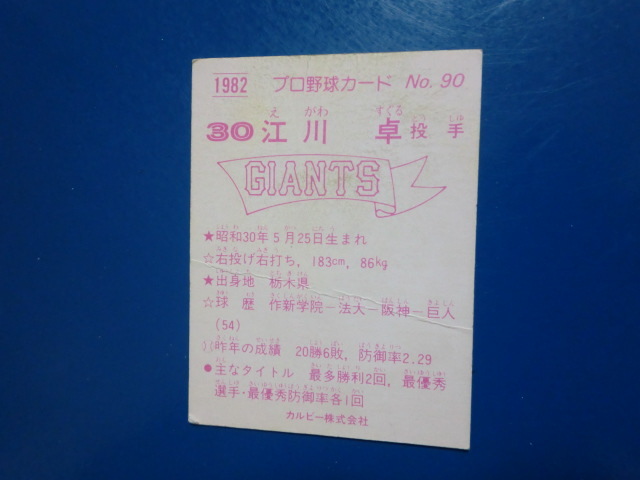 1982 プロ野球カード No. 90
え がわ すぐる とう しゅ
30 江川 卓 投手
GIANTS
★昭和30年5月25日生まれ
☆右投げ右打ち, 183cm, 86kg
★出身地 栃木県
☆球歴 作新学院―法大―阪神―巨人
(54)
昨年の成績 20勝6敗, 防御率2.29
●主なタイトル 最多勝利2回, 最優秀
選手・最優秀防御率各1回
カルビー株式会社